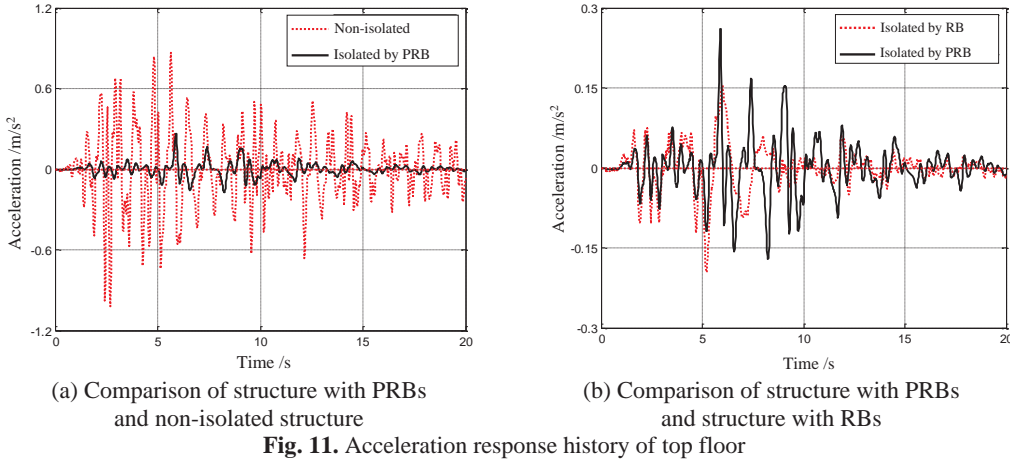 1.2
0.6
0
-0.6
-1.2
Acceleration /m/s²
Non-isolated
Isolated by PRB
0 5 10 15 20
Time /s
(a) Comparison of structure with PRBs
and non-isolated structure
0.3
0.15
0
-0.15
-0.3
Acceleration /m/s²
Isolated by RB
Isolated by PRB
0 5 10 15 20
Time /s
(b) Comparison of structure with PRBs
and structure with RBs
Fig. 11. Acceleration response history of top floor